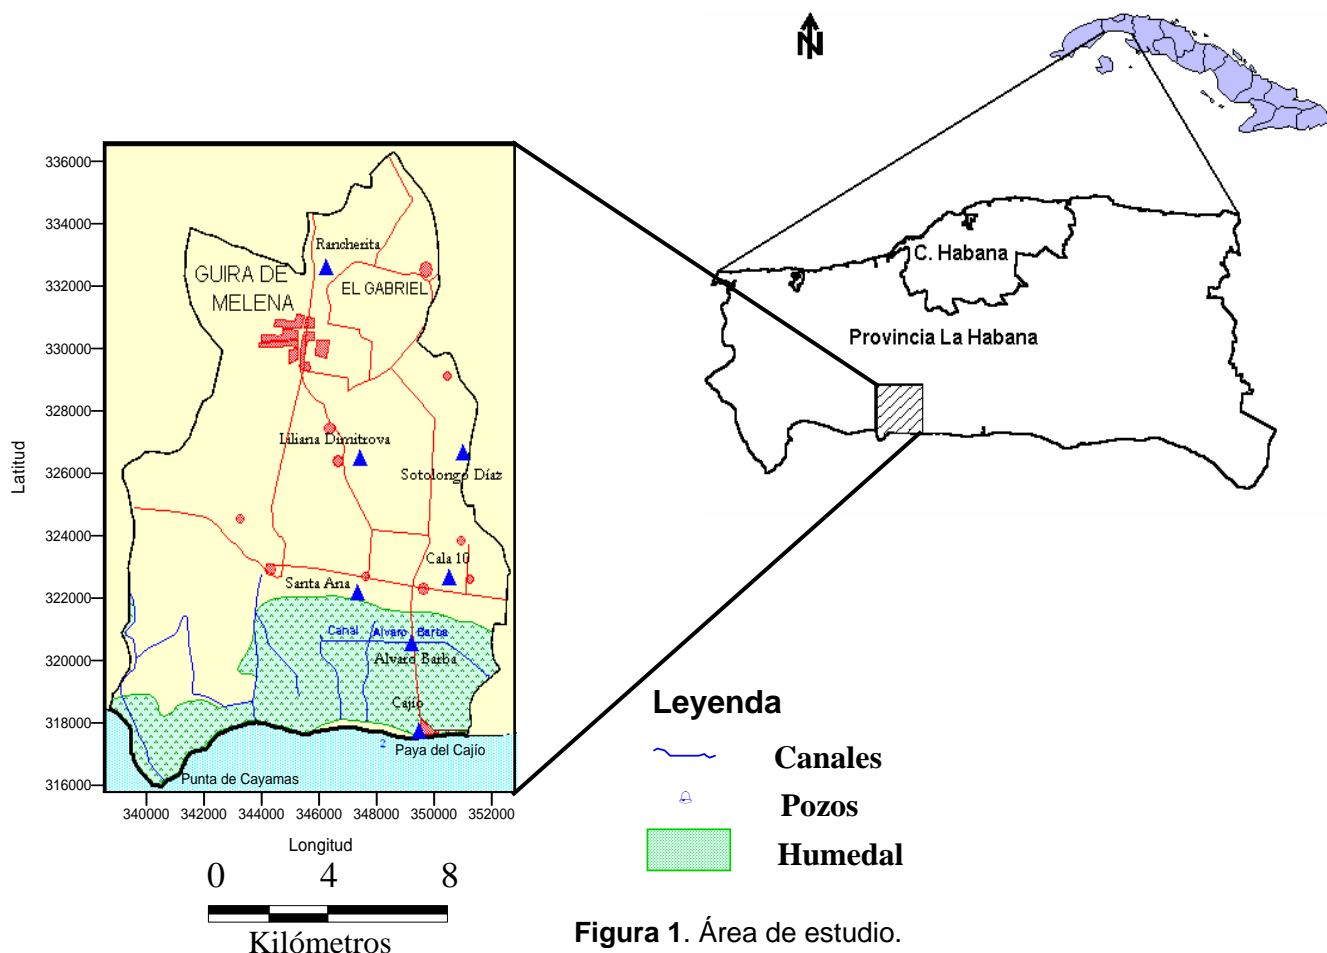 N
C. Habana
Provincia La Habana
336000
334000
332000
330000
328000
326000
324000
322000
320000
318000
316000
Latitud
Rancherita
GUIRA DE
MELENA
EL GABRIEL
Liliana Dimitrova
Sotolongo Díaz
Cala 10
Santa Ana
Canal Alvaro Barba
Alvaro Barba
Cajío
2
Paya del Cajío
Punta de Cayamas
340000 342000 344000 346000 348000 350000 352000
Longitud
0 4 8
Kilómetros
Leyenda
Canales
Pozos
Humedal
Figura 1. Área de estudio.